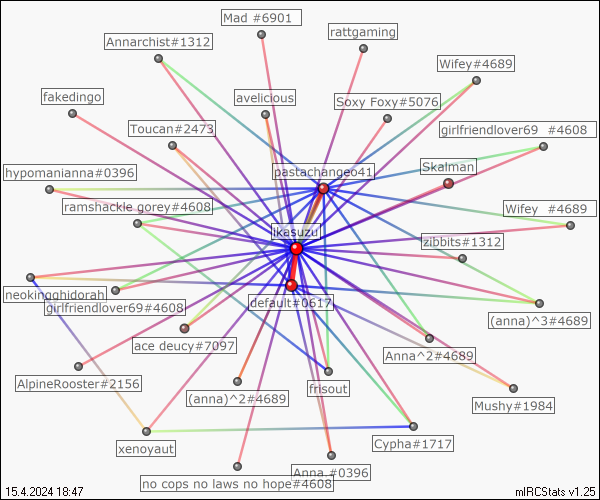 Mad #6901
rattgaming
Annarchist#1312
Wifey#4689
fakedingo
avelicious
Soxy Foxy#5076
Toucan#2473
girlfriendlover69 #4608
hypomanianna#0396
pastachangeo41
Skalman
ramshackie gorey#4608
Wifey #4689
ikasuzu
zibbits#1312
neokingghidorah
girlfriendlover69#4608
default#0617
(anna)^3#4689
ace deucy#7097
Anna^2#4689
AlpineRooster#2156
(anna)^2#4689
frisout
Mushy#1984
xenoyaut
Cypha#1717
no cops no laws no hope#4608
Anna #0396
15.4.2024 18:47
mIRCStats v1.25